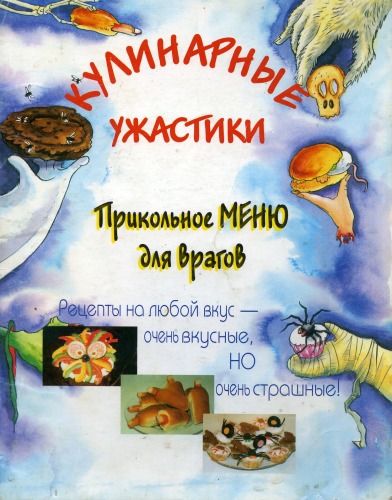 КУЛИНАРНЫЕ
УЖАСТИКИ
Прикольное МЕНЮ
для врагов
Рецепты на любой вкус —
очень вкусные,
НО
очень страшные!